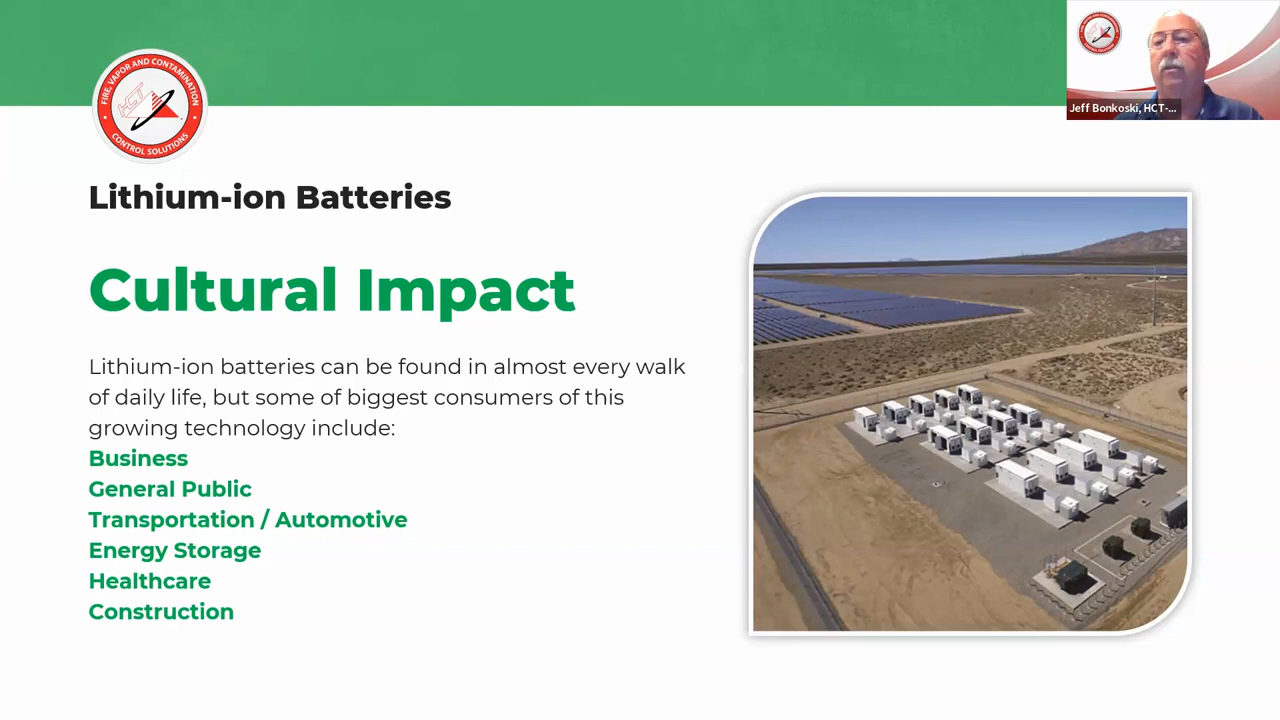 FIRE, VAPOR AND CONTAMINATION
HCT
CONTROL SOLUTIONS
Jeff Bonkoski, HCT-...
Lithium-ion Batteries
Cultural Impact
Lithium-ion batteries can be found in almost every walk
of daily life, but some of biggest consumers of this
growing technology include:
Business
General Public
Transportation / Automotive
Energy Storage
Healthcare
Construction